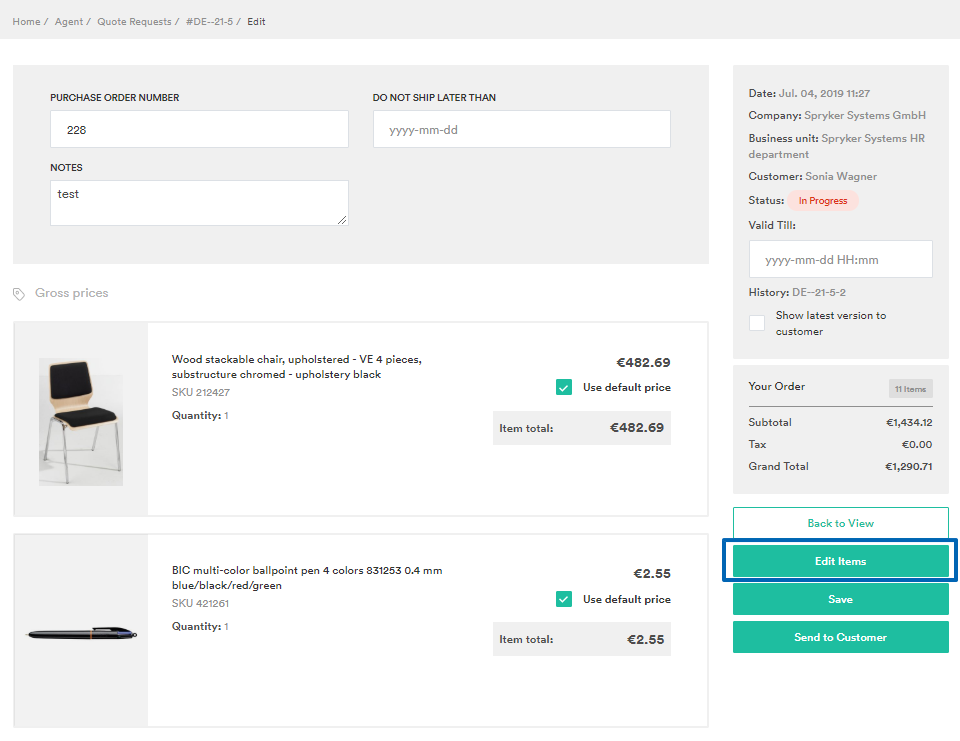 Home / Agent / Quote Requests / #DE--21-5 / Edit
PURCHASE ORDER NUMBER
228
DO NOT SHIP LATER THAN
yyyy-mm-dd
NOTES
test
Gross prices
Wood stackable chair, upholstered - VE 4 pieces,
substructure chromed - upholstery black
SKU 212427
Quantity: 1
€482.69
Use default price
Item total: €482.69
BIC multi-color ballpoint pen 4 colors 831253 0.4 mm
blue/black/red/green
SKU 421261
Quantity: 1
€2.55
Use default price
Item total: €2.55
Date: Jul. 04, 2019 11:27
Company: Spryker Systems GmbH
Business unit: Spryker Systems HR
department
Customer: Sonia Wagner
Status: In Progress
Valid Till:
yyyy-mm-dd HH:mm
History: DE--21-5-2
Show latest version to
customer
Your Order 11 Items
Subtotal €1,434.12
Tax €0.00
Grand Total €1,290.71
Back to View
Edit Items
Save
Send to Customer